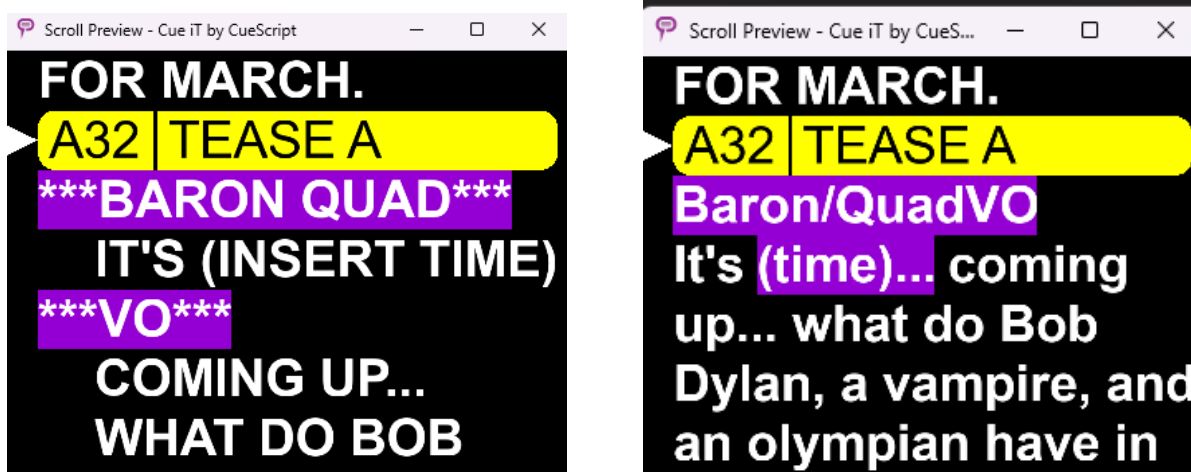 Scroll Preview - Cue iT by CueScript
FOR MARCH.
A32 TEASE A
***BARON QUAD***
IT'S (INSERT TIME)
***VO***
COMING UP...
WHAT DO BOB
Scroll Preview - Cue iT by CueS...
FOR MARCH.
A32 TEASE A
Baron/QuadVO
It's (time)... coming
up... what do Bob
Dylan, a vampire, and
an olympian have in